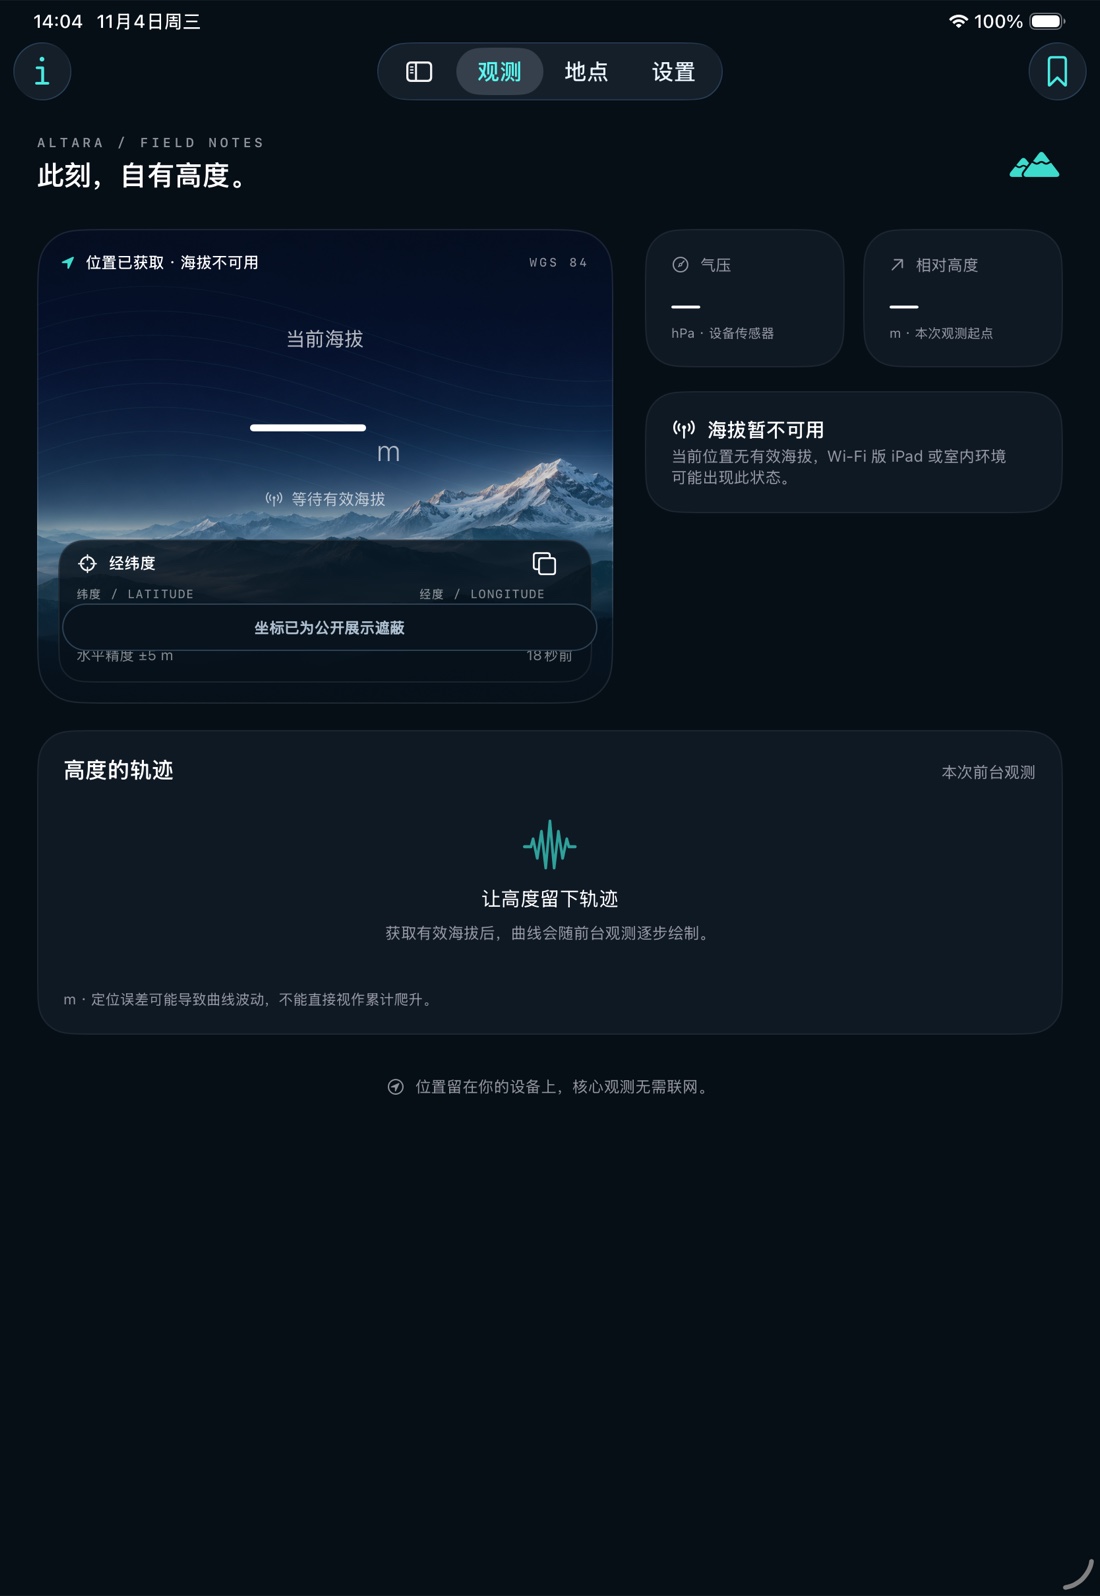 14:04 11月4日周三
100%
观测 地点 设置
ALTARA / FIELD NOTES
此刻，自有高度。
位置已获取 · 海拔不可用
WGS 84
当前海拔
m
等待有效海拔
经纬度
纬度 / LATITUDE
经度 / LONGITUDE
坐标已为公开展示遮蔽
水平精度 ±5 m
18秒前
气压
hPa · 设备传感器
相对高度
m · 本次观测起点
海拔暂不可用
当前位置无有效海拔，Wi-Fi 版 iPad 或室内环境
可能出现此状态。
高度的轨迹
本次前台观测
让高度留下轨迹
获取有效海拔后，曲线会随前台观测逐步绘制。
m · 定位误差可能导致曲线波动，不能直接视作累计爬升。
位置留在你的设备上，核心观测无需联网。